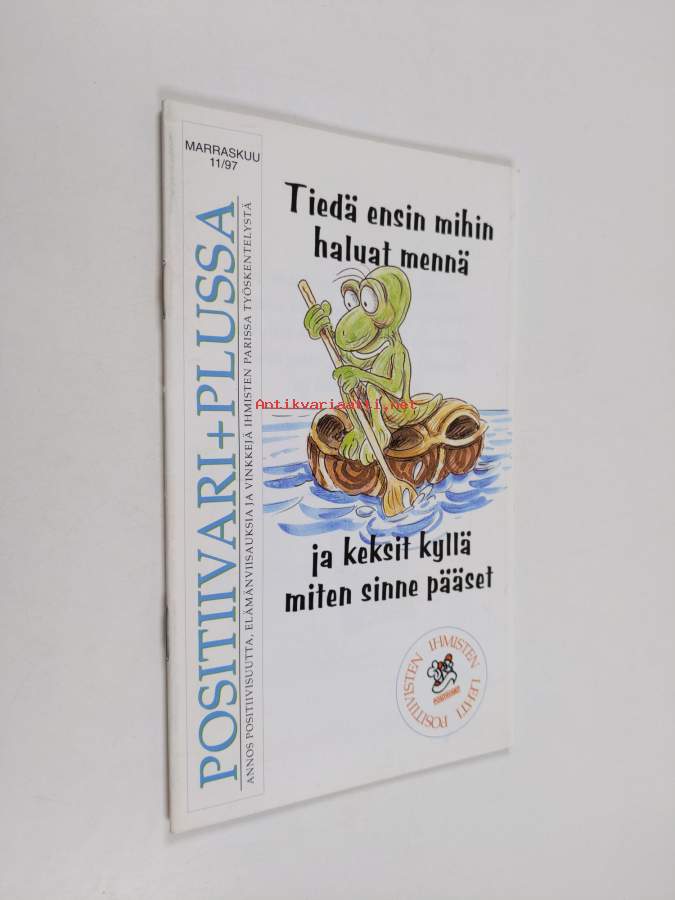 MARRASKUU
11/97
POSITIIVARI+PLUSSA
ANNOS POSITIIVISUUTTA, ELÄMÄNVIISAUKSIA JA VINKKEJÄ IHMISTEN PARISSA TYÖSKENTELYSTÄ
Tiedä ensin mihin
haluat mennä
Antikvariaatti.net
ja keksit kyllä
miten sinne pääset
POSITIIVISTEN IHMISTEN LEHTI
POSITIIVARIT